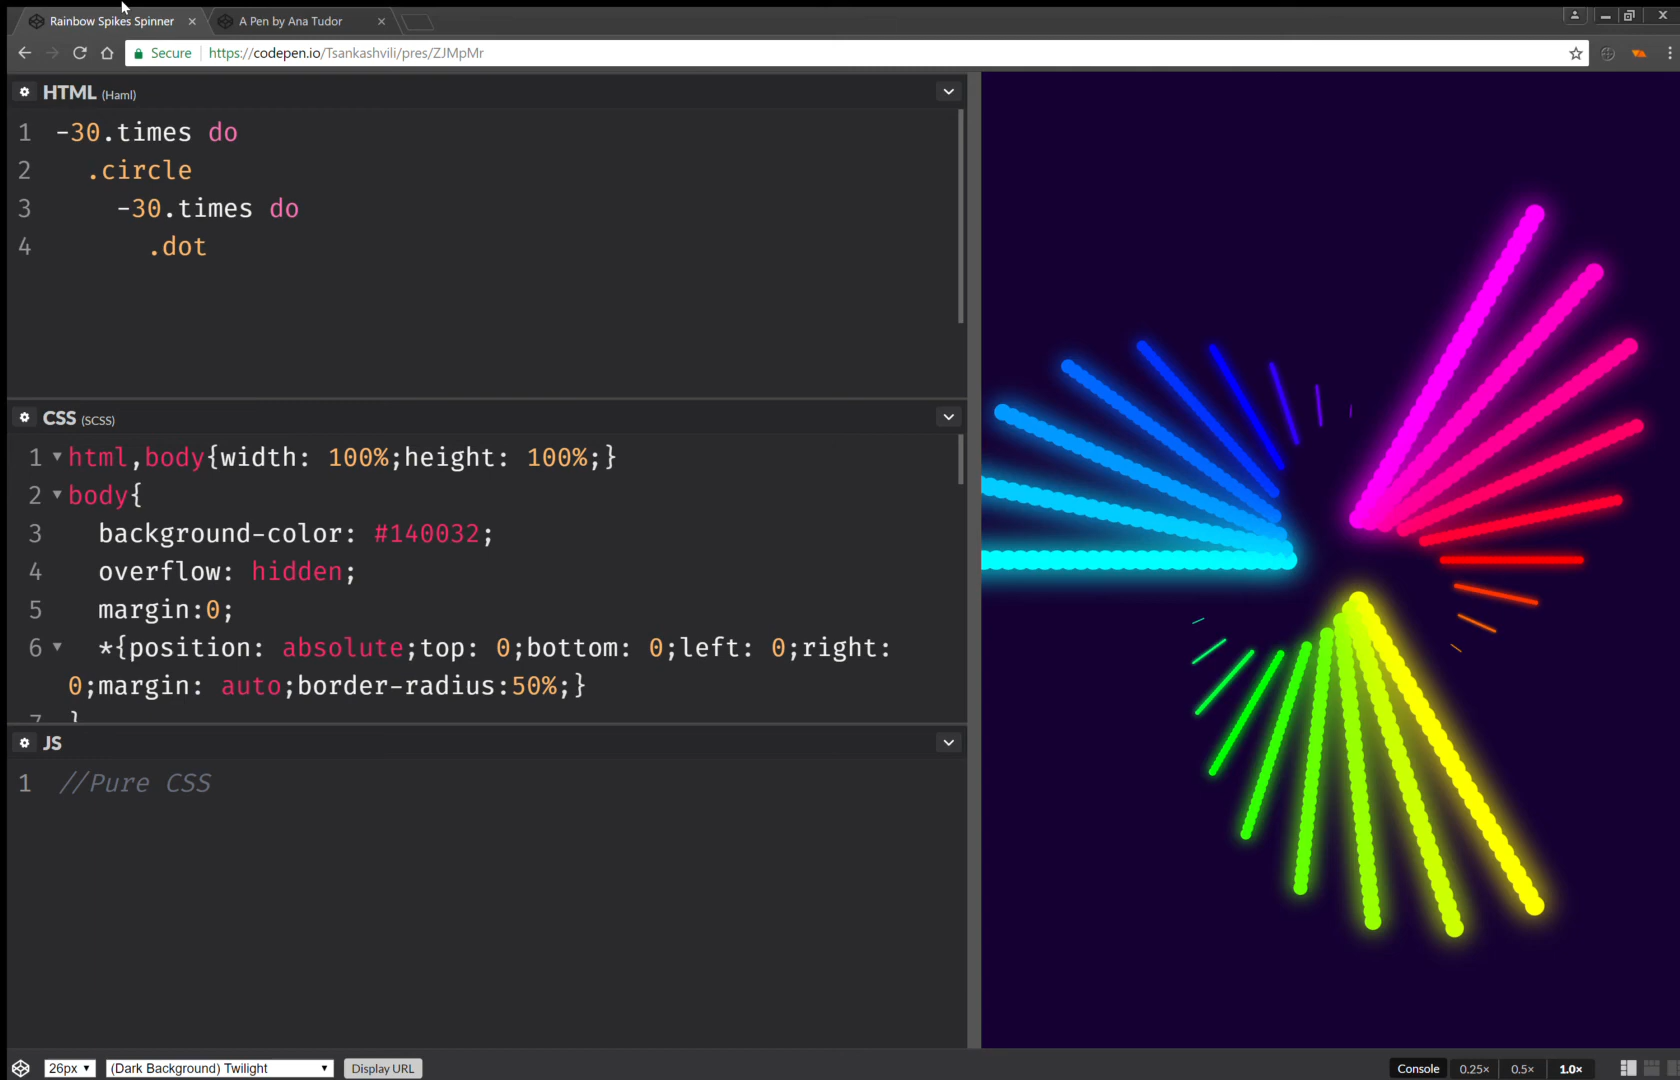 Rainbow Spikes Spinner
A Pen by Ana Tudor
Secure https://codepen.io/Tsankashvili/pres/ZJMpMr
HTML (Haml)
1 -30.times do
2 .circle
3 -30.times do
4 .dot
CSS (SCSS)
1 html,body{width: 100%;height: 100%;}
2 body{
3 background-color: #140032;
4 overflow: hidden;
5 margin:0;
6 *{position: absolute;top: 0;bottom: 0;left: 0;right:
0;margin: auto;border-radius:50%;}
7 }
JS
1 //Pure CSS
26px (Dark Background) Twilight Display URL Console 0.25× 0.5× 1.0×